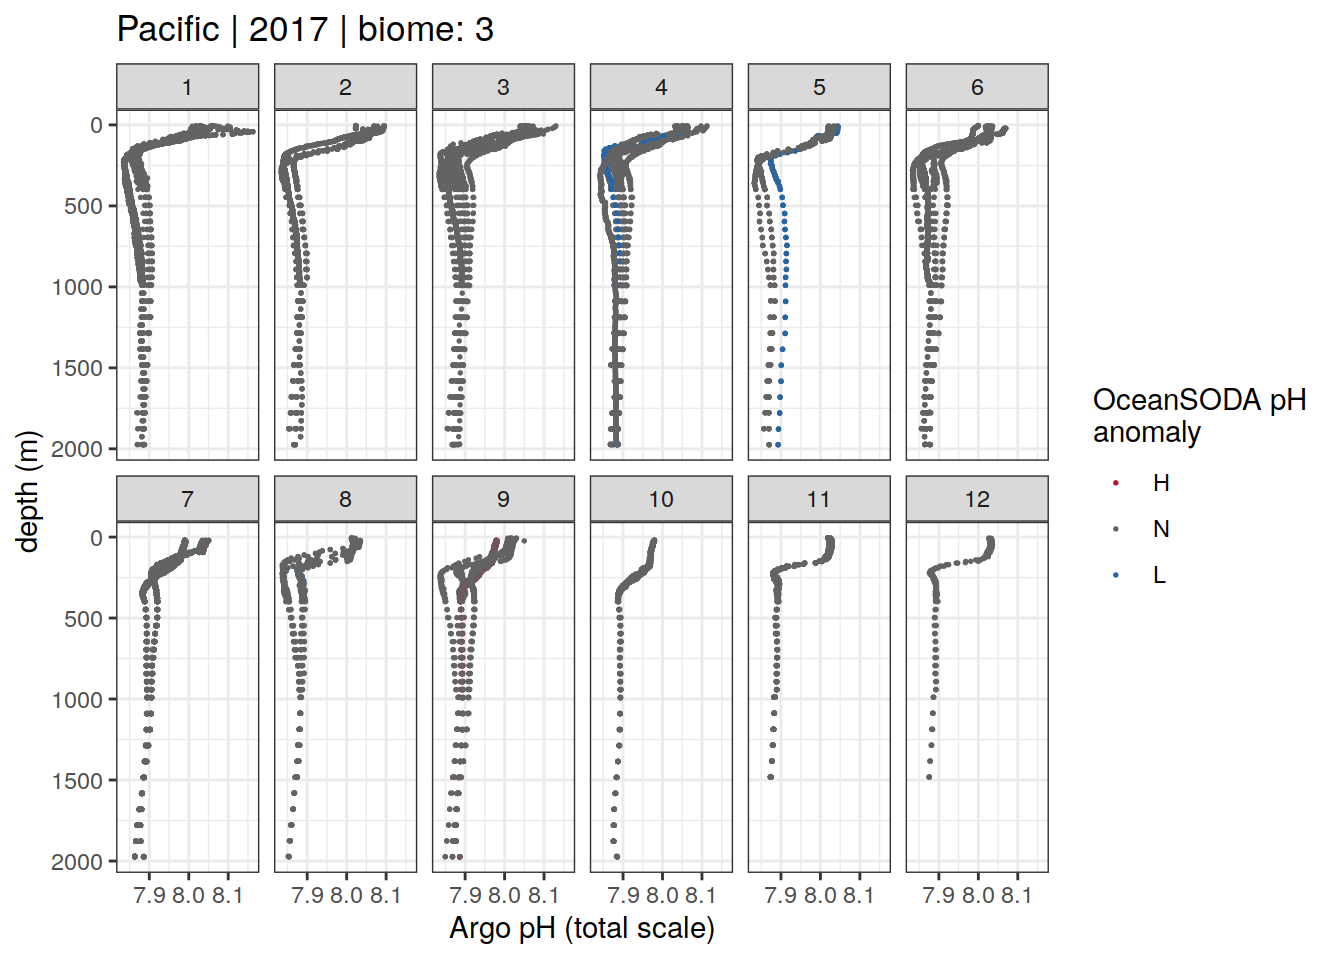 Pacific | 2017 | biome: 3
1 2 3 4 5 6
0
500
1000
1500
2000
7 8 9 10 11 12
0
500
1000
1500
2000
7.9 8.0 8.1 7.9 8.0 8.1 7.9 8.0 8.1 7.9 8.0 8.1 7.9 8.0 8.1 7.9 8.0 8.1
depth (m)
Argo pH (total scale)
OceanSODA pH
anomaly
H
N
L